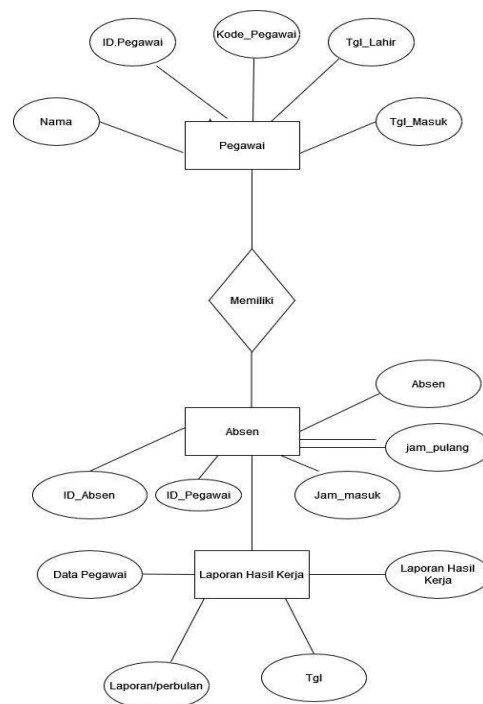 Kode_Pegawai
ID.Pegawai
Tgl_Lahir
Nama
Tgl_Masuk
Pegawai
Memiliki
Absen
Absen
jam_pulang
ID_Absen
ID_Pegawai
Jam_masuk
Data Pegawai
Laporan Hasil Kerja
Laporan Hasil
Kerja
Laporan/perbulan
Tgl